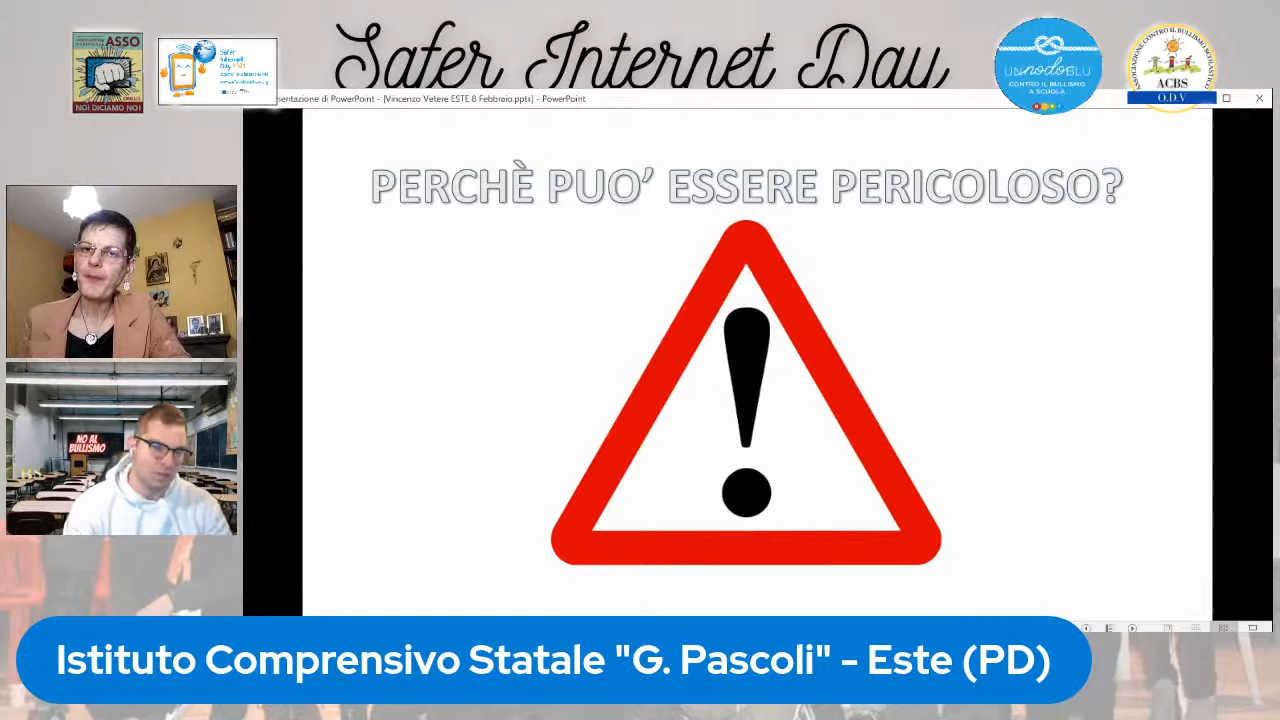 Safer Internet Day
ASSO
NOI DICIAMO NO!
Safer
Internet
Day 2021
UN nodo BLU
CONTRO IL BULLISMO
A SCUOLA
ASSOCIAZIONE CONTRO IL BULLISMO SCOLASTICO
ACBS
O.D.V
sentazione di PowerPoint - [Vincenzo Vetere ESTE 8 Febbraio.pptx] - PowerPoint
PERCHÈ PUO’ ESSERE PERICOLOSO?
!
NO AL
BULLISMO
Istituto Comprensivo Statale "G. Pascoli" - Este (PD)